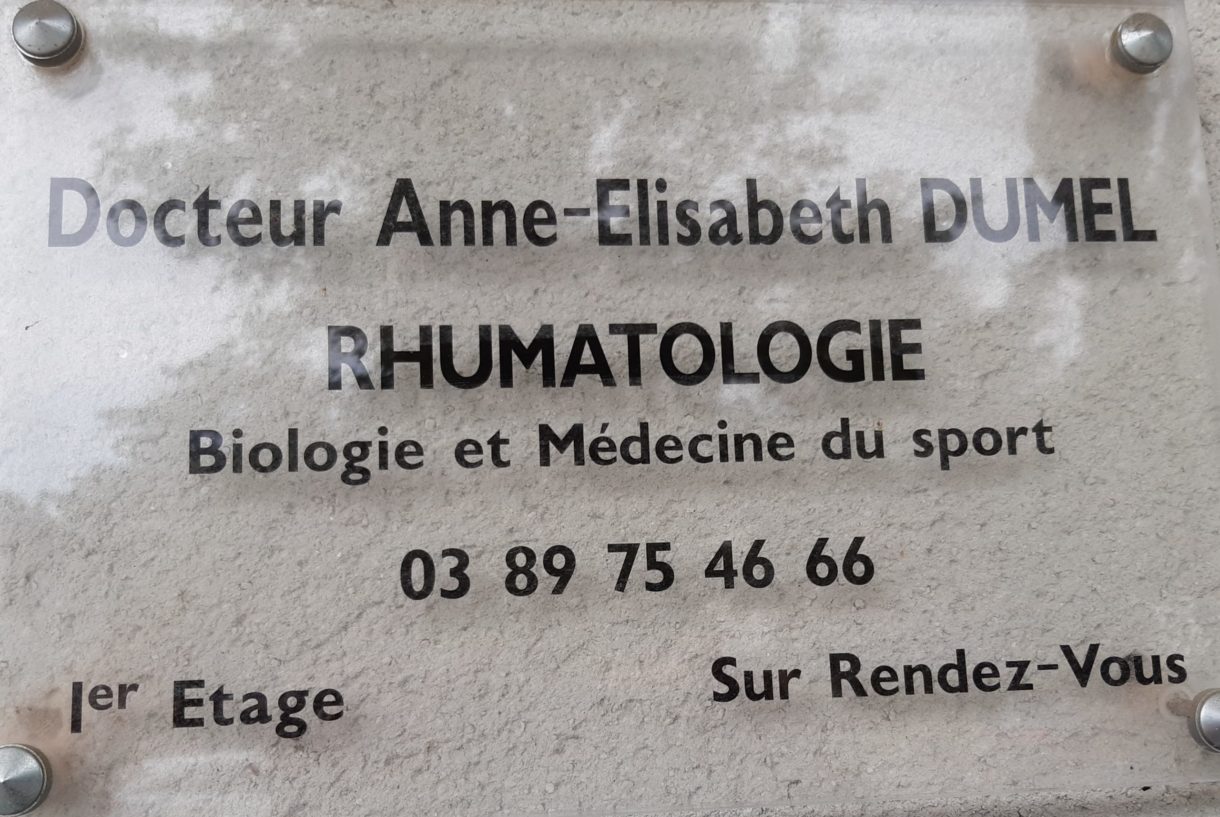 Docteur Anne-Elisabeth DUMEL
RHUMATOLOGIE
Biologie et Médecine du sport
03 89 75 46 66
1er Etage Sur Rendez-Vous